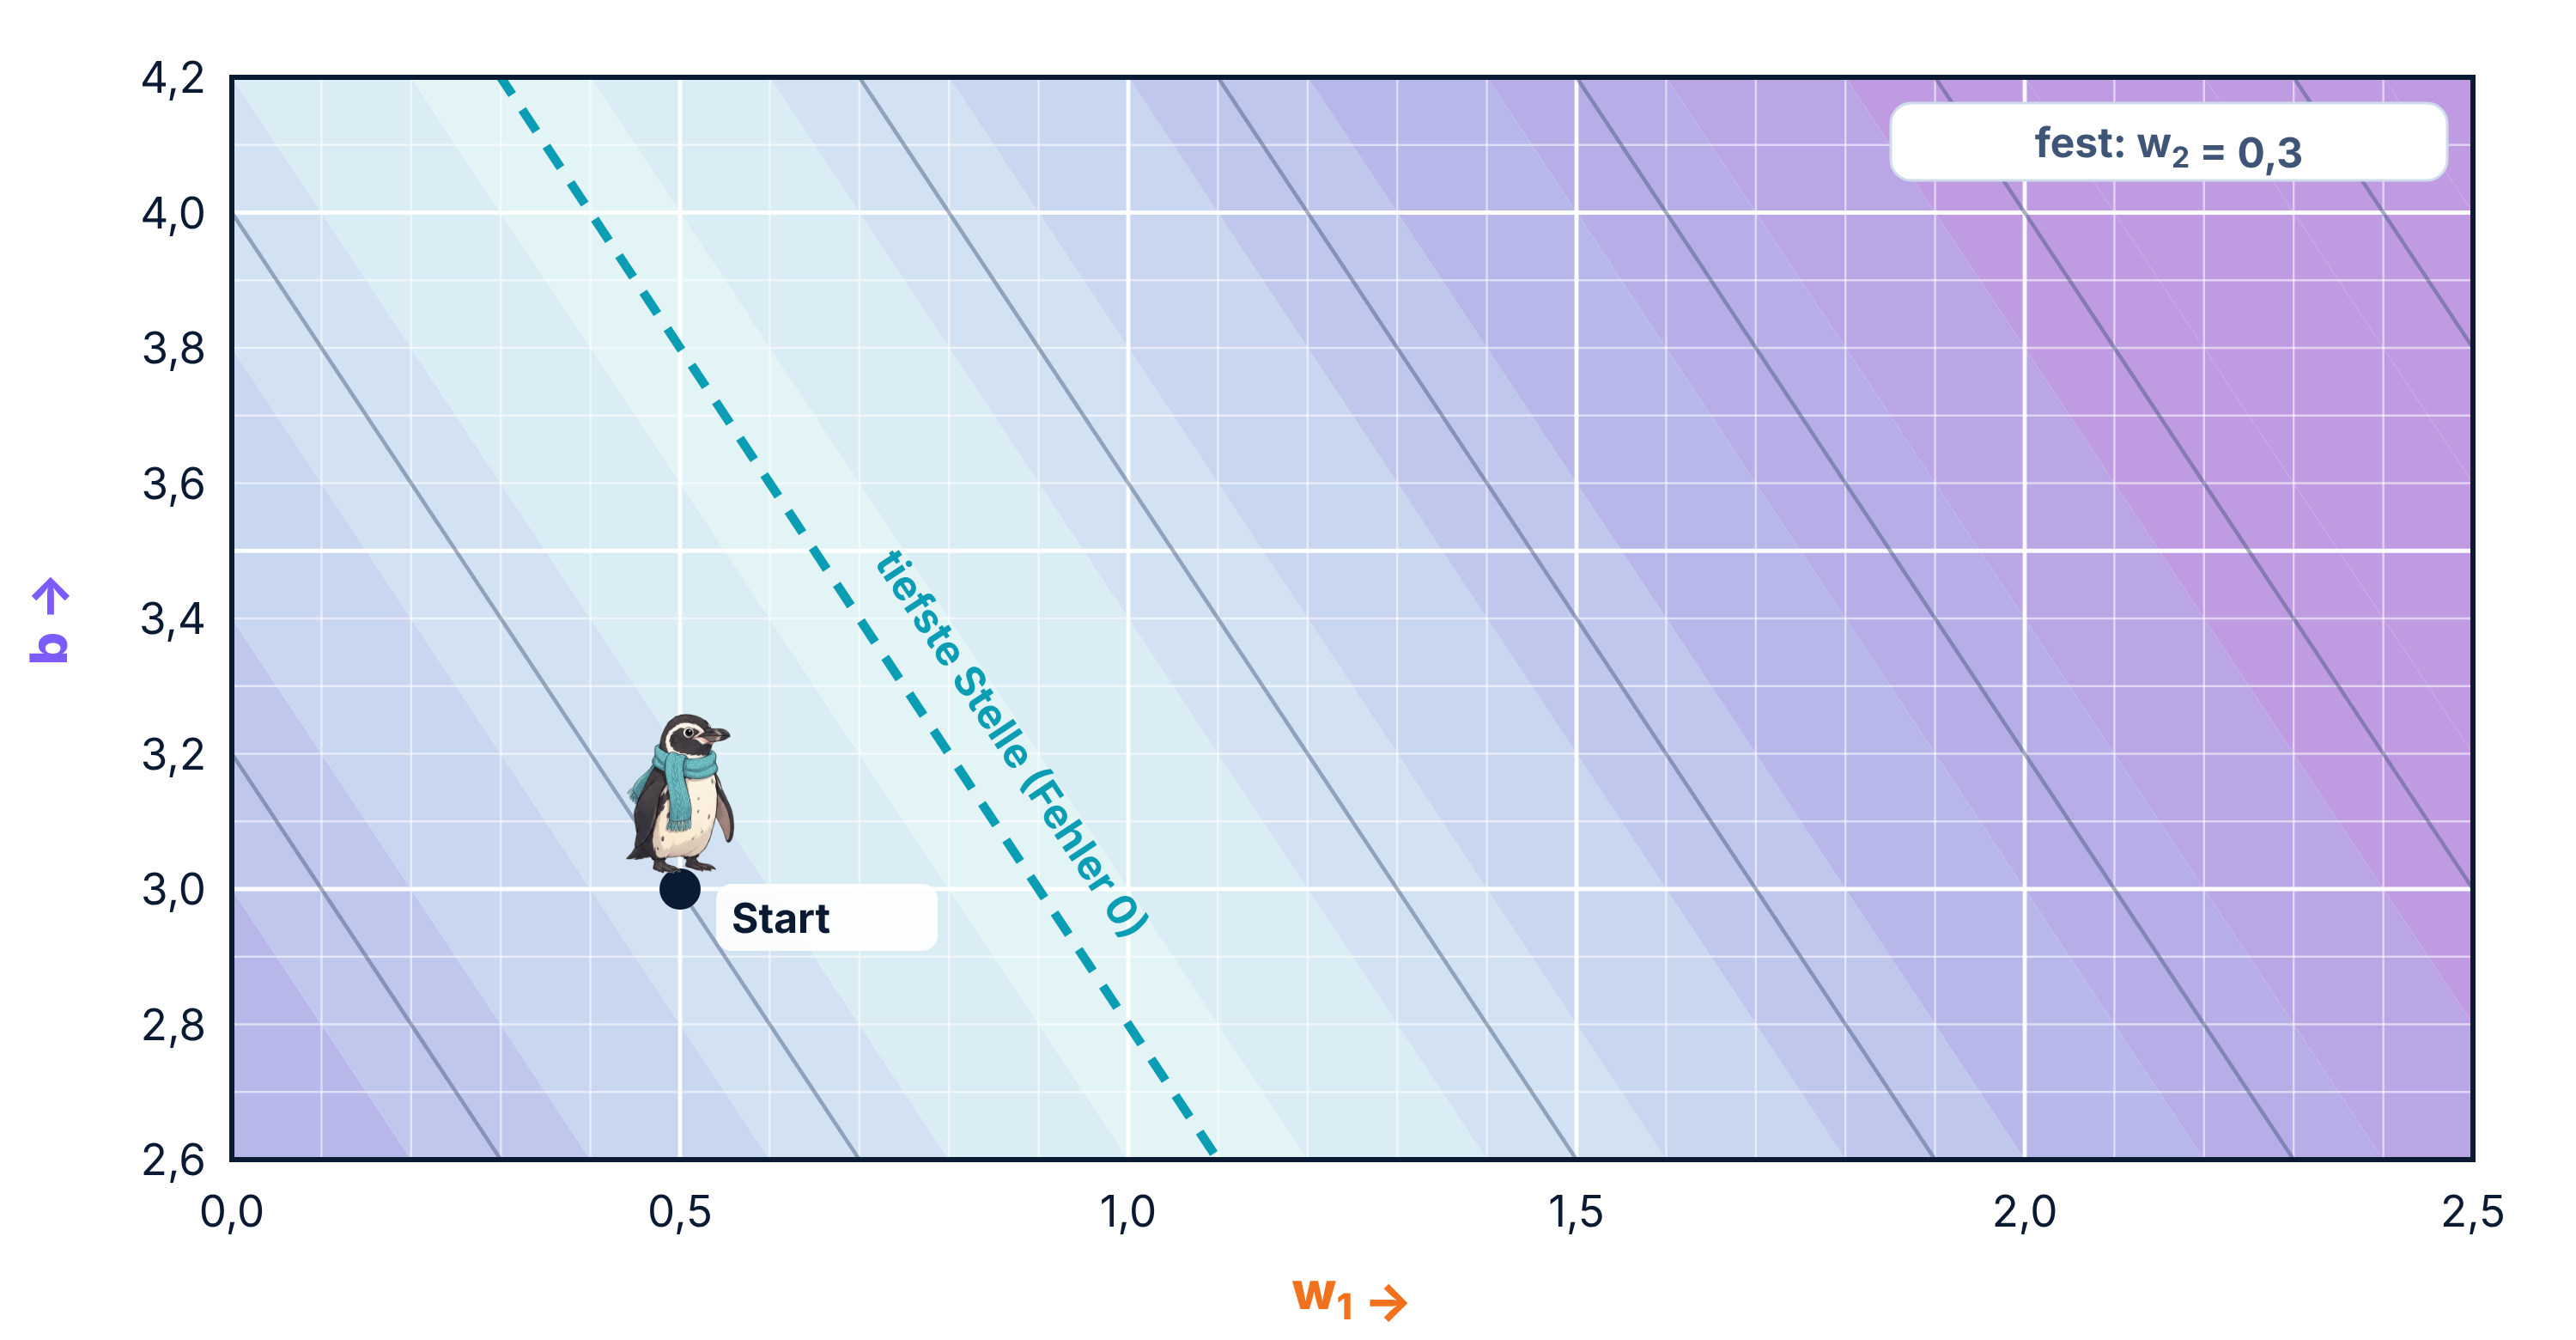 4,2
fest: w₂ = 0,3
4,0
3,8
3,6
3,4
3,2
3,0
2,8
2,6
b →
tiefste Stelle (Fehler 0)
Start
0,0 0,5 1,0 1,5 2,0 2,5
w₁ →